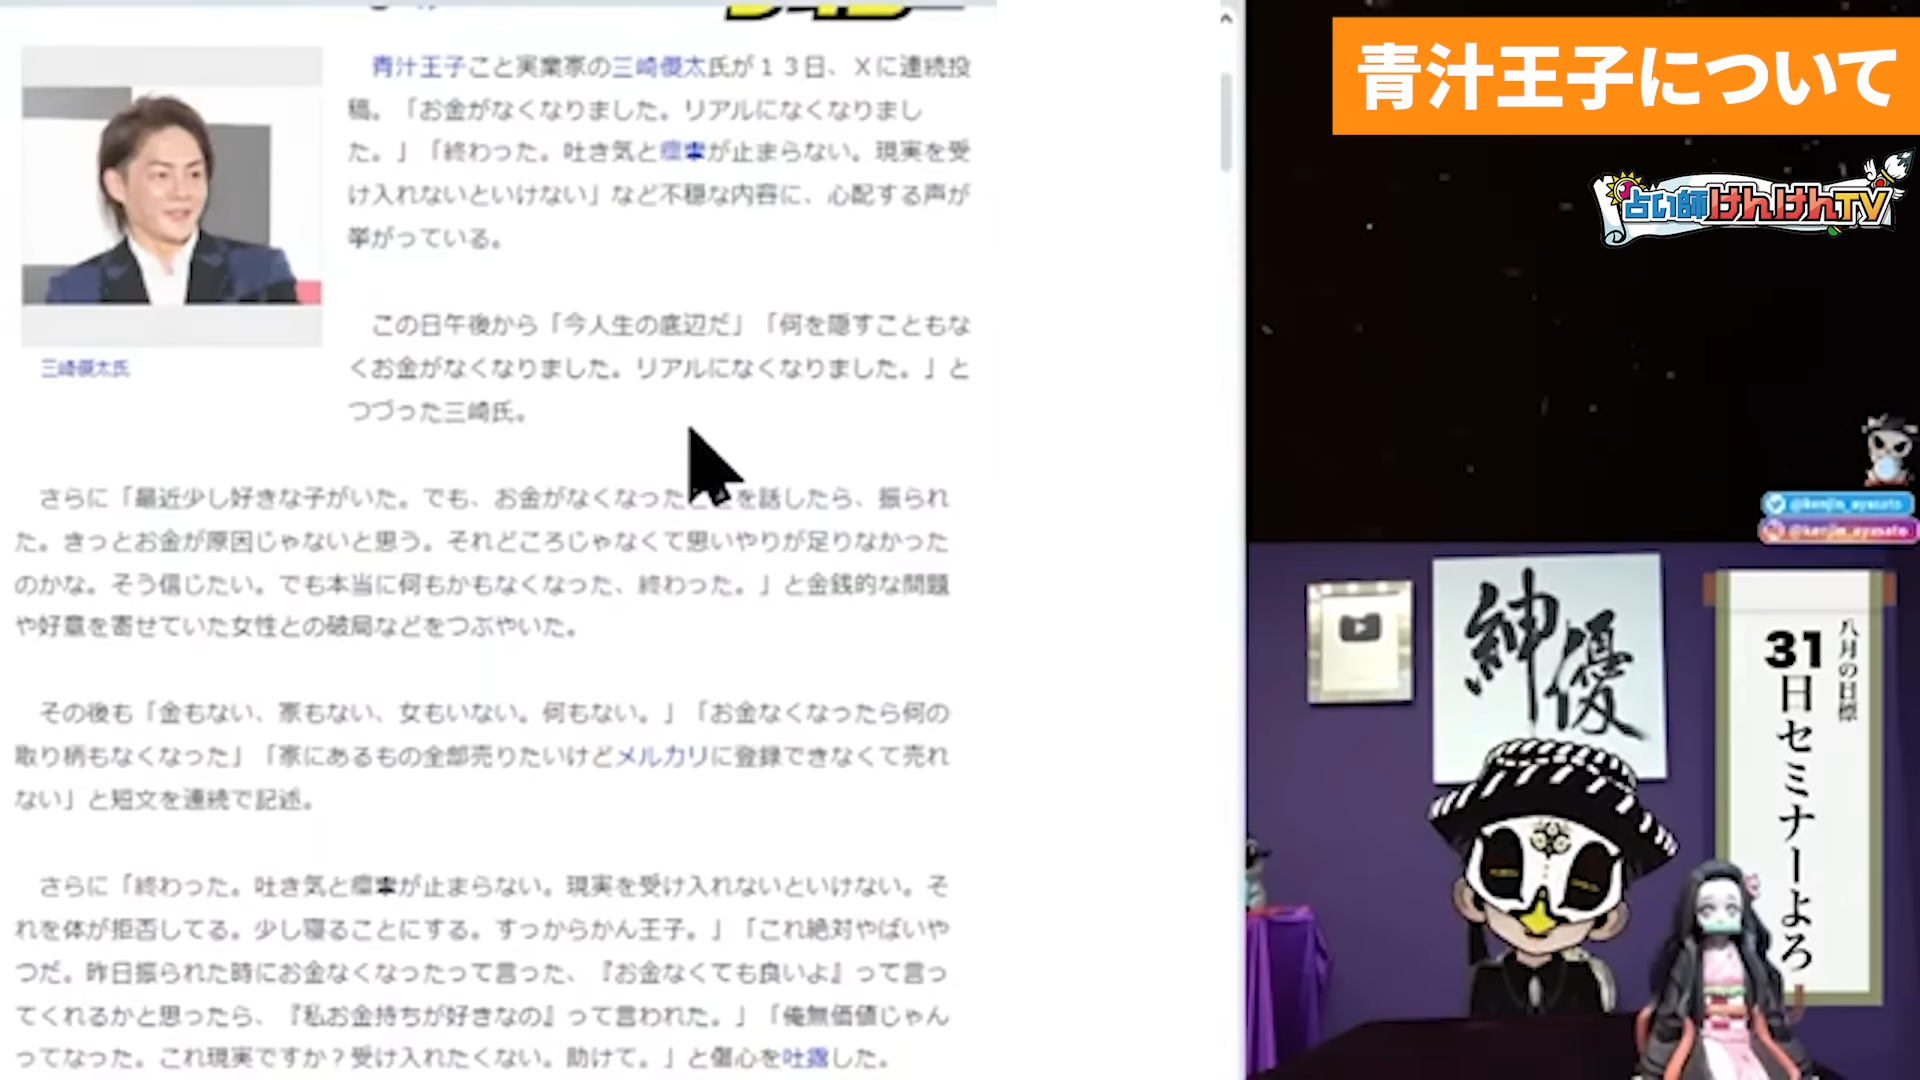 青汁王子こと実業家の三崎優太氏が１３日、Ｘに連続投
稿。「お金がなくなりました。リアルになくなりまし
た。」「終わった。吐き気と痙攣が止まらない。現実を受
け入れないといけない」など不穏な内容に、心配する声が
挙がっている。
三崎優太氏
この日午後から「今人生の底辺だ」「何を隠すこともな
くお金がなくなりました。リアルになくなりました。」と
つづった三崎氏。
さらに「最近少し好きな子がいた。でも、お金がなくなった を話したら、振られ
た。きっとお金が原因じゃないと思う。それどころじゃなくて思いやりが足りなかった
のかな。そう信じたい。でも本当に何もかもなくなった、終わった。」と金銭的な問題
や好意を寄せていた女性との破局などをつぶやいた。
その後も「金もない、家もない、女もいない。何もない。」「お金なくなったら何の
取り柄もなくなった」「家にあるもの全部売りたいけどメルカリに登録できなくて売れ
ない」と短文を連続で記述。
さらに「終わった。吐き気と痙攣が止まらない。現実を受け入れないといけない。そ
れを体が拒否してる。少し寝ることにする。すっからかん王子。」「これ絶対やばいや
つだ。昨日振られた時にお金なくなったって言った、『お金なくても良いよ』って言っ
てくれるかと思ったら、『私お金持ちが好きなの』って言われた。」「俺無価値じゃん
ってなった。これ現実ですか？受け入れたくない。助けて。」と傷心を吐露した。
青汁王子について
占い師けんけんTV
@kenjin_ayasato
@kenjin_ayasato
紳優
八月の日標
31日セミナーよろ